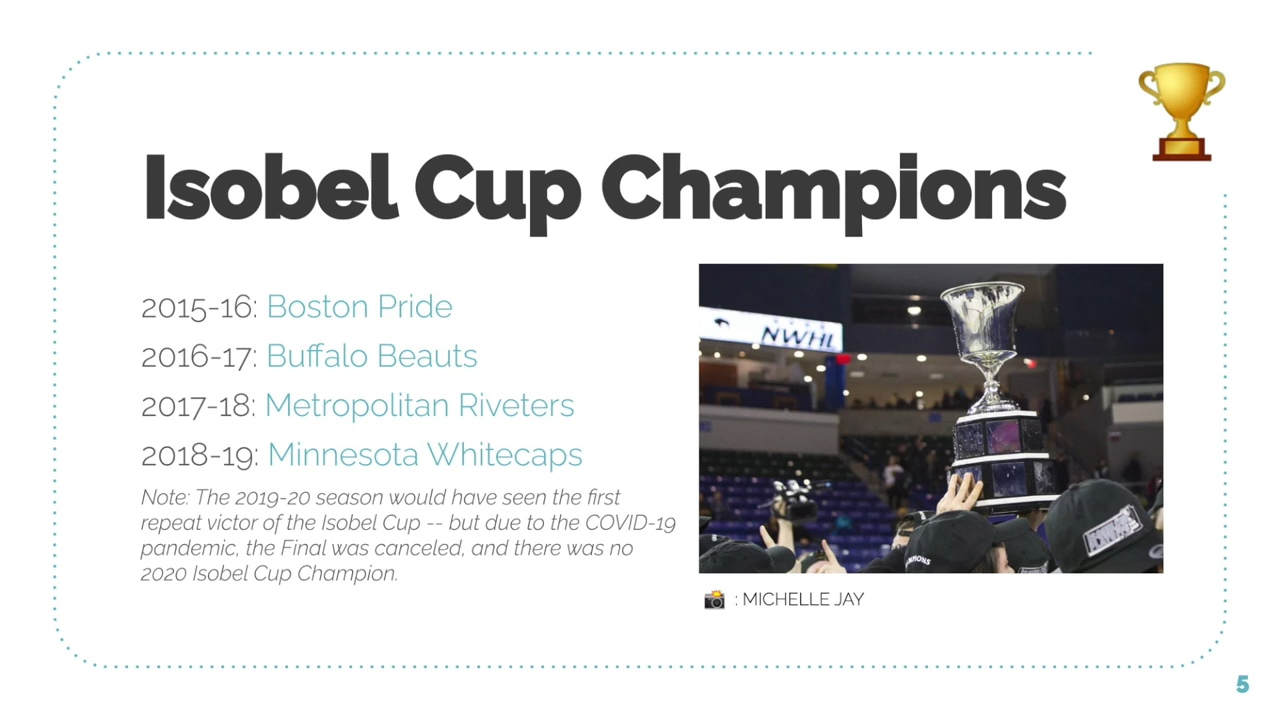 Isobel Cup Champions
2015-16: Boston Pride
2016-17: Buffalo Beauts
2017-18: Metropolitan Riveters
2018-19: Minnesota Whitecaps
Note: The 2019-20 season would have seen the first
repeat victor of the Isobel Cup -- but due to the COVID-19
pandemic, the Final was canceled, and there was no
2020 Isobel Cup Champion.
NWHL
: MICHELLE JAY
5